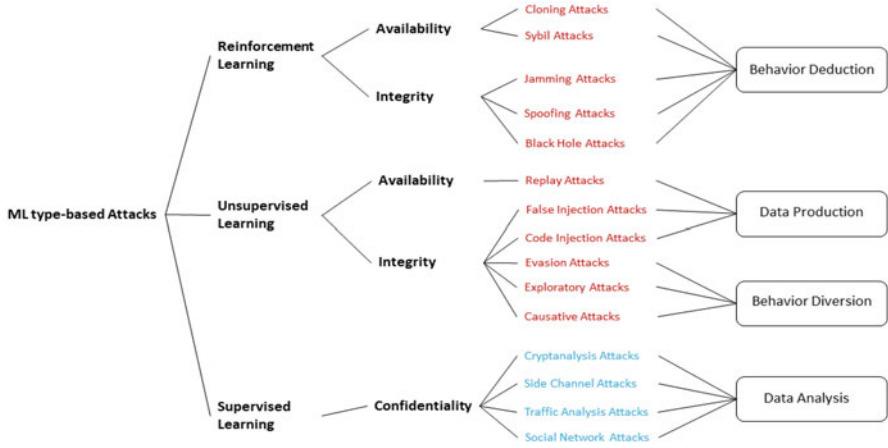 ML type-based Attacks
Reinforcement
Learning
Availability
Cloning Attacks
Sybil Attacks
Integrity
Jamming Attacks
Spoofing Attacks
Black Hole Attacks
Behavior Deduction
Unsupervised
Learning
Availability
Replay Attacks
Integrity
False Injection Attacks
Code Injection Attacks
Evasion Attacks
Exploratory Attacks
Causative Attacks
Data Production
Behavior Diversion
Supervised
Learning
Confidentiality
Cryptanalysis Attacks
Side Channel Attacks
Traffic Analysis Attacks
Social Network Attacks
Data Analysis